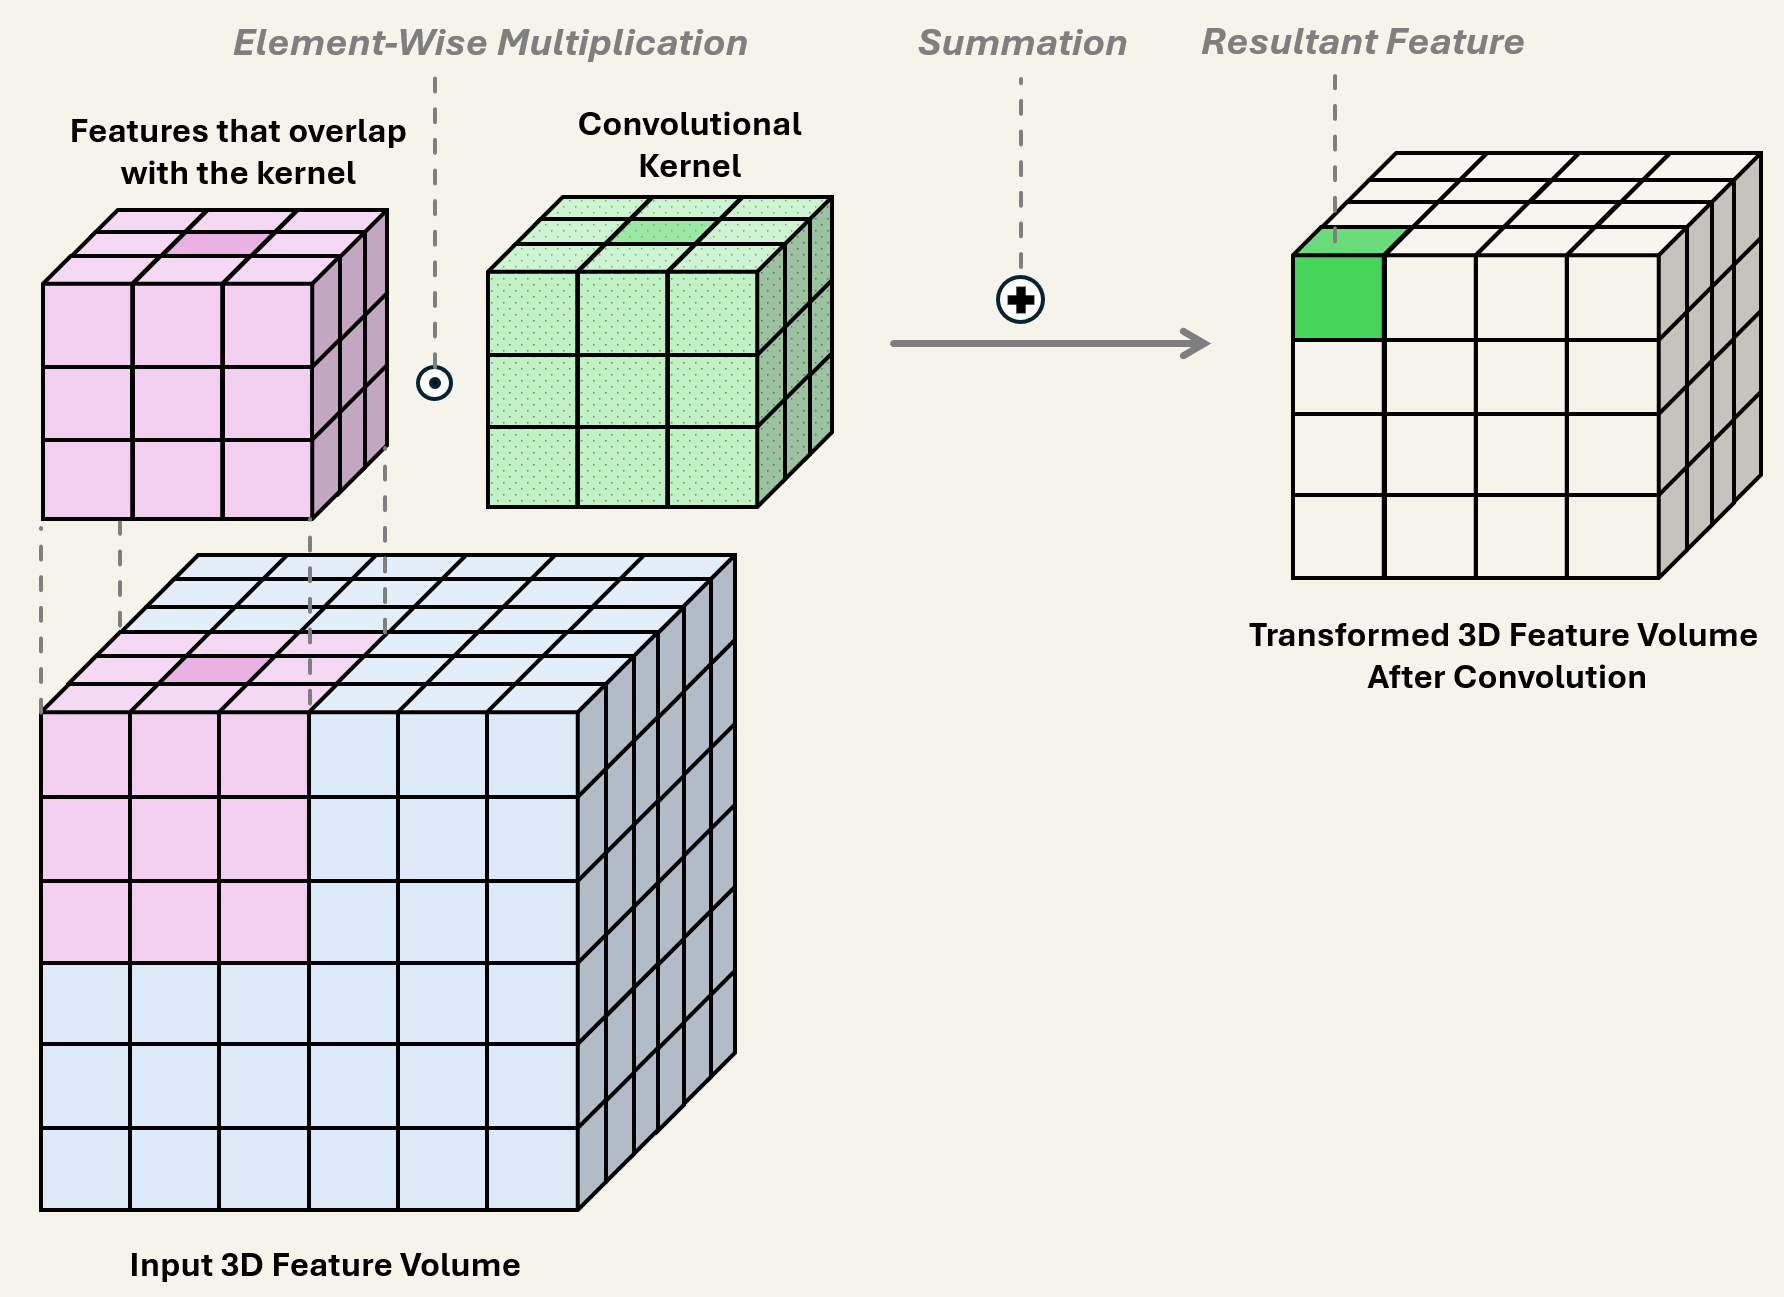 Element-Wise Multiplication
Summation
Resultant Feature
Features that overlap
with the kernel
Convolutional
Kernel
Transformed 3D Feature Volume
After Convolution
Input 3D Feature Volume